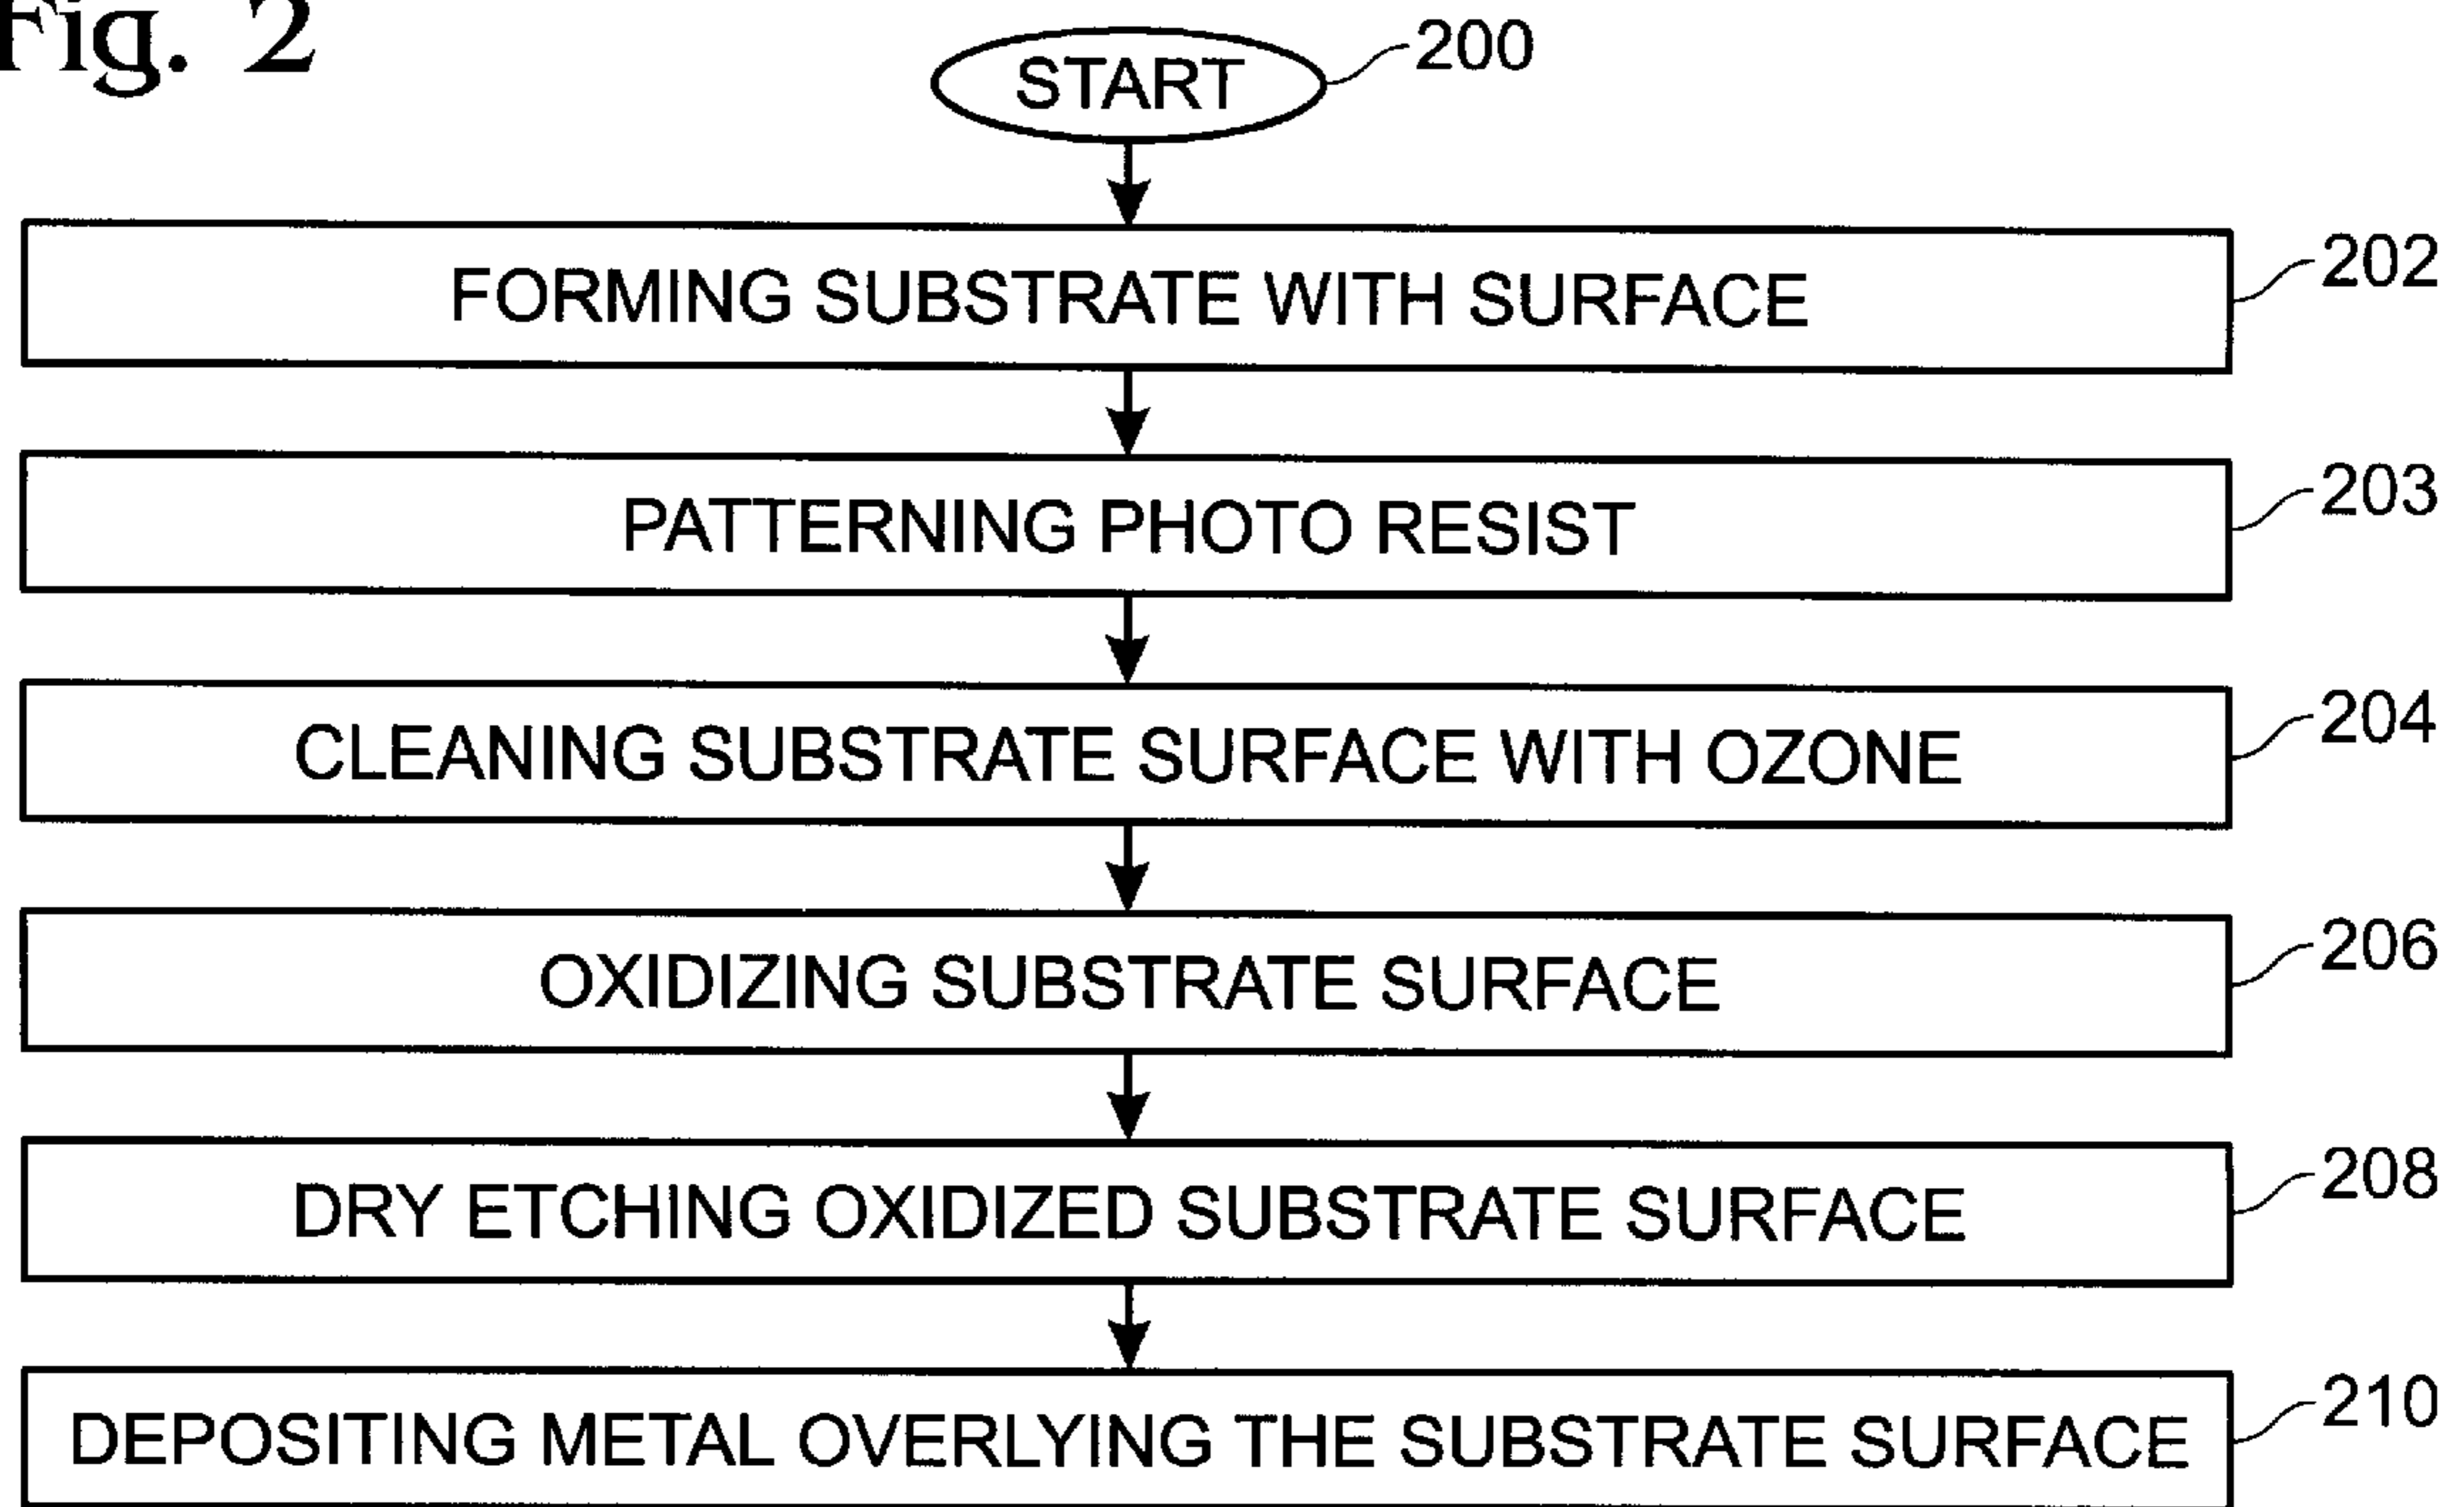 Fig. 2
START
200
FORMING SUBSTRATE WITH SURFACE
202
PATTERNING PHOTO RESIST
203
CLEANING SUBSTRATE SURFACE WITH OZONE
204
OXIDIZING SUBSTRATE SURFACE
206
DRY ETCHING OXIDIZED SUBSTRATE SURFACE
208
DEPOSITING METAL OVERLYING THE SUBSTRATE SURFACE
210